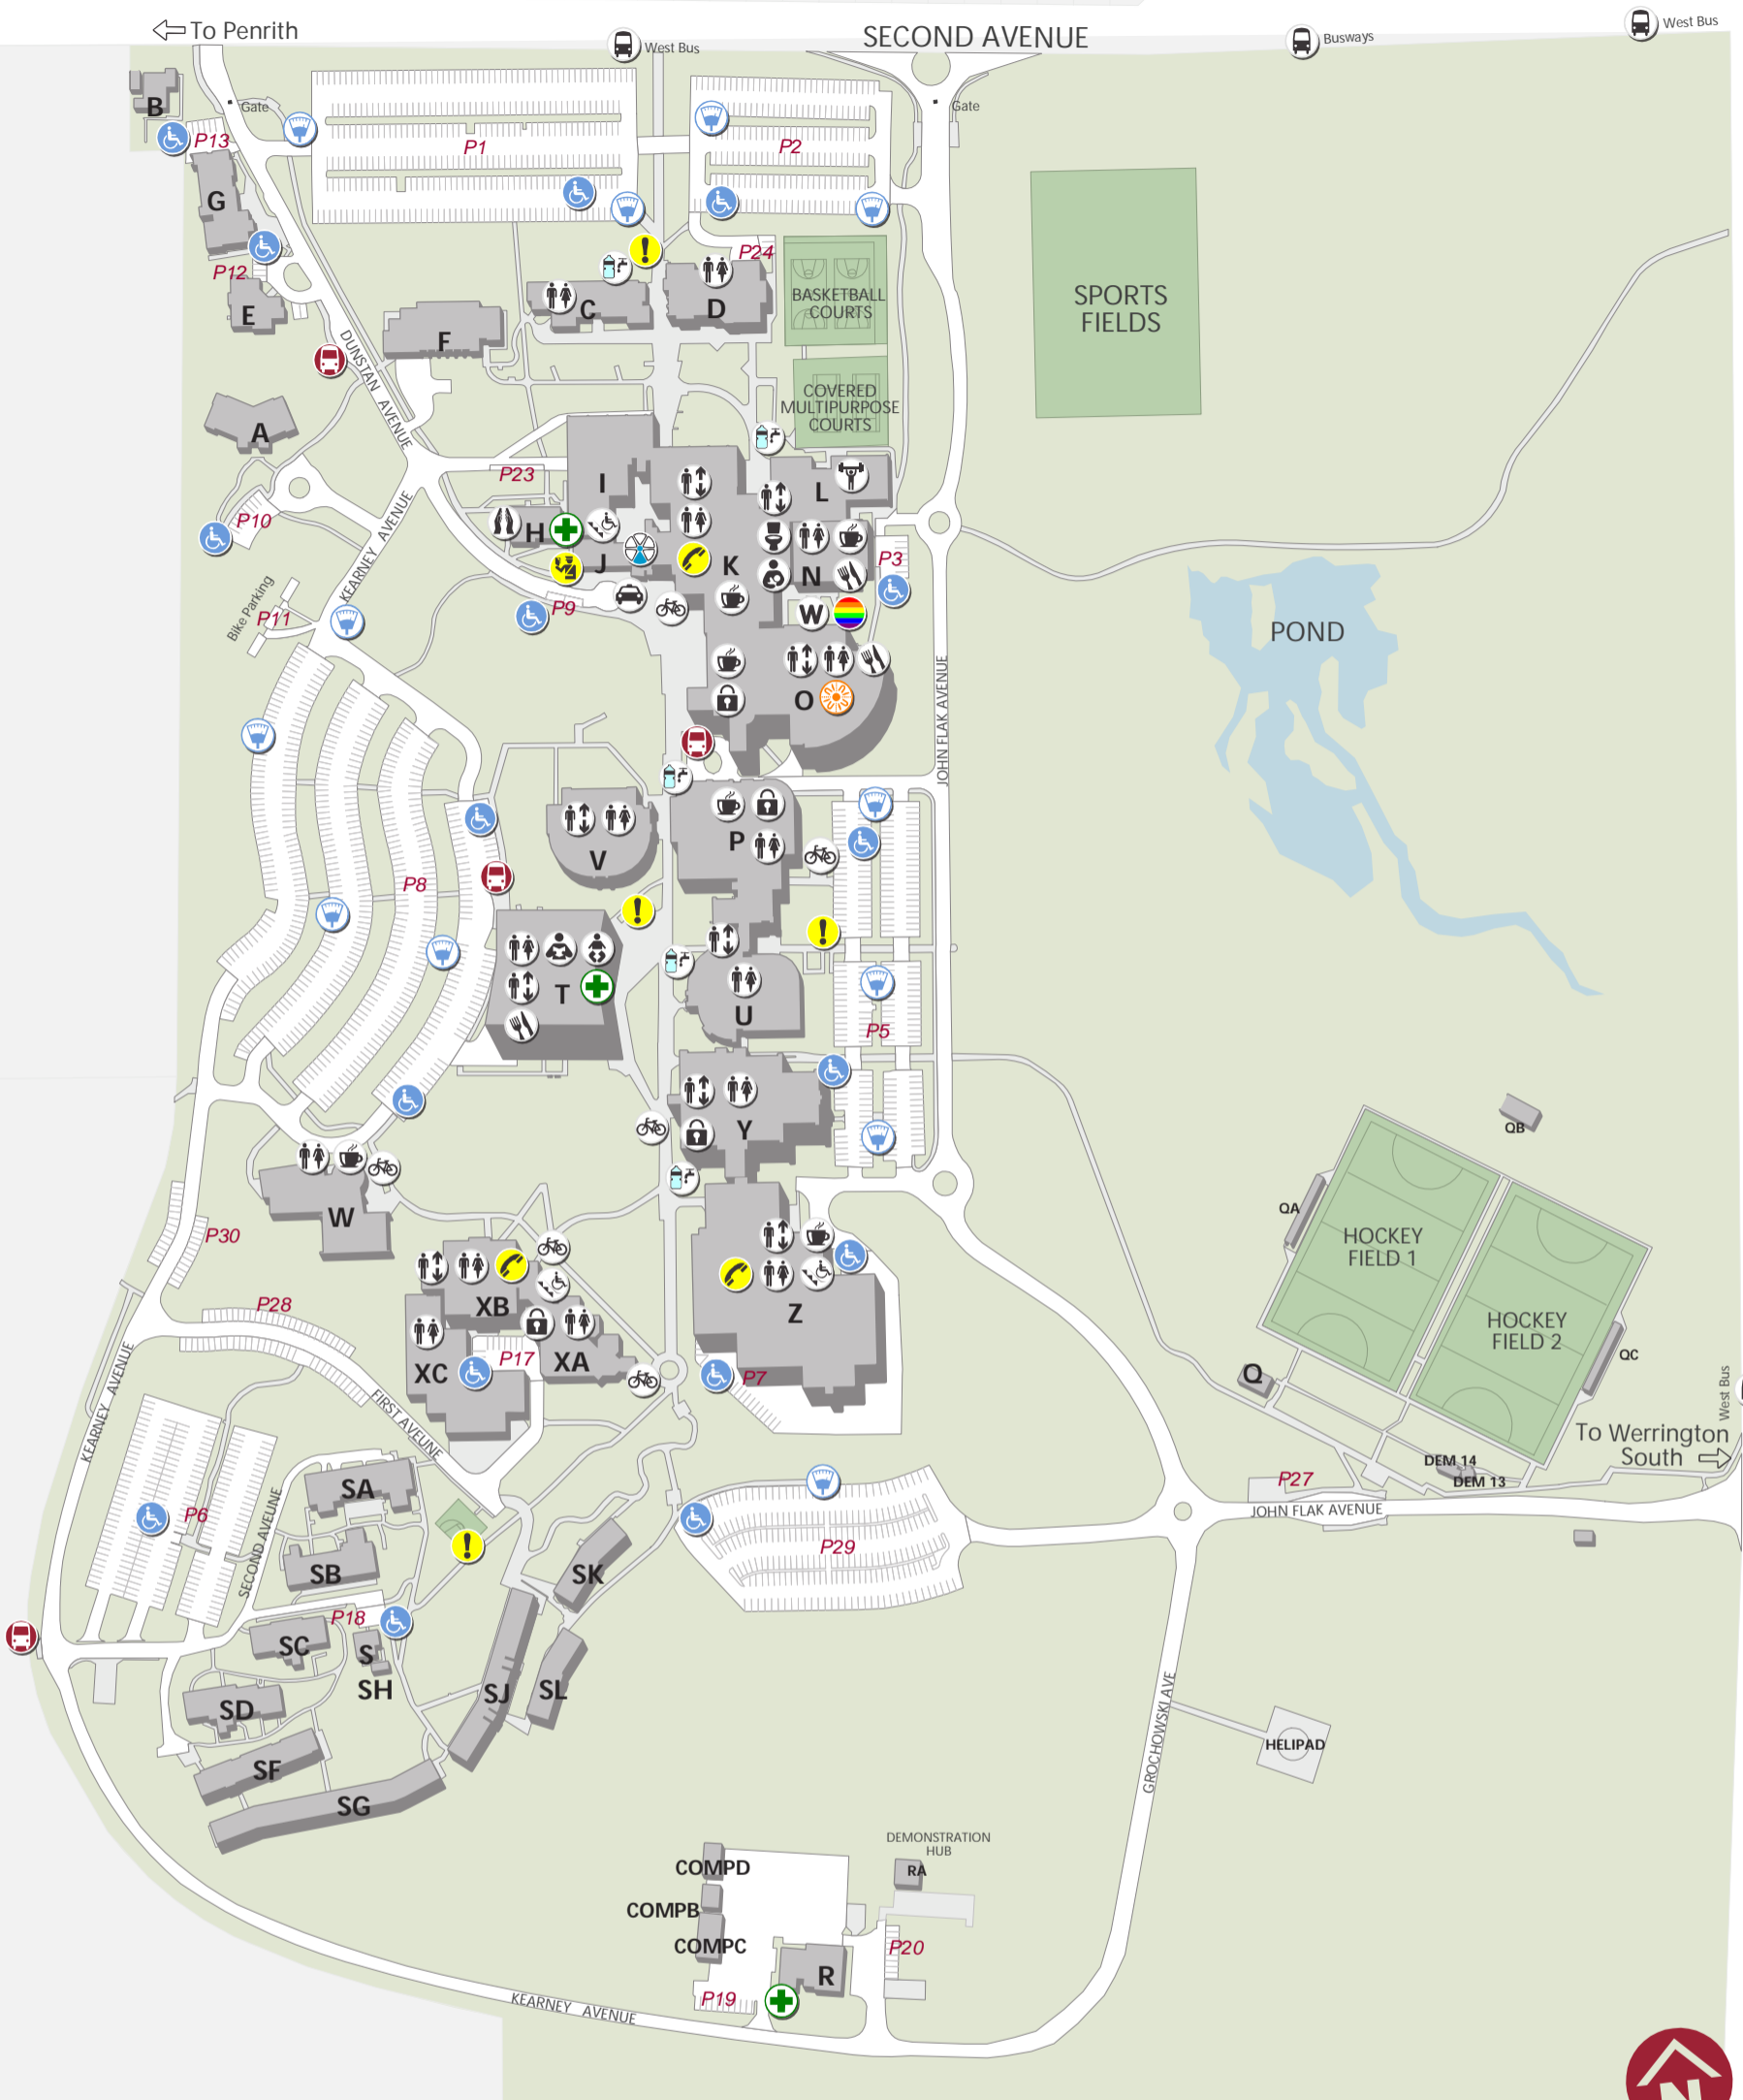 To Penrith
West Bus
SECOND AVENUE
Busways
West Bus
B
Gate
Gate
P13
P1
P2
G
P24
P12
E
C
D
BASKETBALL
COURTS
SPORTS
FIELDS
F
DUNSTAN AVENUE
COVERED
MULTIPURPOSE
COURTS
A
P23
I
L
P10
KEARNEY AVENUE
H
J
K
N
P3
Bike Parking
P11
P9
W
POND
O
JOHN FLAK AVENUE
P
V
P8
T
U
P5
Y
QB
W
P30
QA
HOCKEY
FIELD 1
HOCKEY
FIELD 2
XB
Z
P28
P17
XA
XC
P7
QC
Q
KEARNEY AVENUE
FIRST AVEUNE
West Bus
To Werrington
South
DEM 14
DEM 13
P27
JOHN FLAK AVENUE
SA
P6
SECOND AVEUNE
P29
SB
SK
P18
SC
S
SH
SJ
SL
SD
GROCHOWSKI AVE
HELIPAD
SF
SG
DEMONSTRATION
HUB
COMPD
RA
COMPB
COMPC
P20
R
P19
KEARNEY AVENUE
N